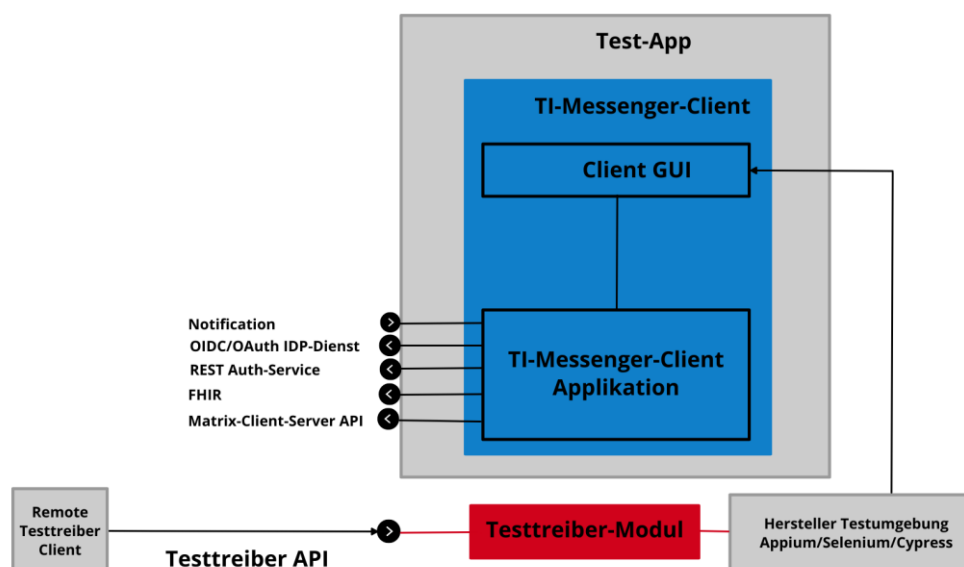 Test-App
TI-Messenger-Client
Client GUI
Notification
OIDC/OAuth IDP-Dienst
REST Auth-Service
FHIR
Matrix-Client-Server API
TI-Messenger-Client
Applikation
Remote
Testtreiber
Client
Testtreiber API
Testtreiber-Modul
Hersteller Testumgebung
Appium/Selenium/Cypress